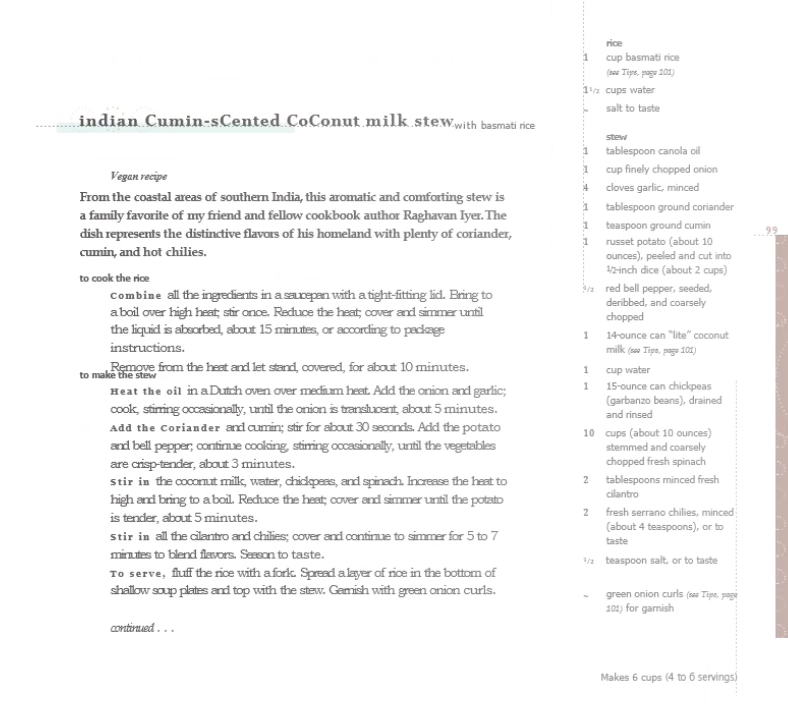 indian Cumin-sCented CoConut milk stew with basmati rice
Vegan recipe
From the coastal areas of southern India, this aromatic and comforting stew is
a family favorite of my friend and fellow cookbook author Raghavan Iyer. The
dish represents the distinctive flavors of his homeland with plenty of coriander,
cumin, and hot chilies.
to cook the rice
Combine all the ingredients in a saucepan with a tight-fitting lid. Bring to
a boil over high heat; stir once. Reduce the heat; cover and simmer until
the liquid is absorbed, about 15 minutes, or according to package
instructions.
Remove from the heat and let stand, covered, for about 10 minutes.
to make the stew
Heat the oil in a Dutch oven over medium heat. Add the onion and garlic;
cook, stirring occasionally, until the onion is translucent, about 5 minutes.
Add the Coriander and cumin; stir for about 30 seconds. Add the potato
and bell pepper; continue cooking, stirring occasionally, until the vegetables
are crisp-tender, about 3 minutes.
Stir in the coconut milk, water, chickpeas, and spinach. Increase the heat to
high and bring to a boil. Reduce the heat; cover and simmer until the potato
is tender, about 5 minutes.
Stir in all the cilantro and chilies; cover and continue to simmer for 5 to 7
minutes to blend flavors. Season to taste.
To serve, fluff the rice with a fork. Spread a layer of rice in the bottom of
shallow soup plates and top with the stew. Garnish with green onion curls.
continued . . .
rice
1 cup basmati rice
(see Tips, page 101)
1 1/2 cups water
~ salt to taste
stew
1 tablespoon canola oil
1 cup finely chopped onion
4 cloves garlic, minced
1 tablespoon ground coriander
1 teaspoon ground cumin
1 russet potato (about 10
ounces), peeled and cut into
1/2-inch dice (about 2 cups)
1/2 red bell pepper, seeded,
deribbed, and coarsely
chopped
1 14-ounce can "lite" coconut
milk (see Tips, page 101)
1 cup water
1 15-ounce can chickpeas
(garbanzo beans), drained
and rinsed
10 cups (about 10 ounces)
stemmed and coarsely
chopped fresh spinach
2 tablespoons minced fresh
cilantro
2 fresh serrano chilies, minced
(about 4 teaspoons), or to
taste
1/2 teaspoon salt, or to taste
~ green onion curls (see Tips, page
101) for garnish
Makes 6 cups (4 to 6 servings)
99